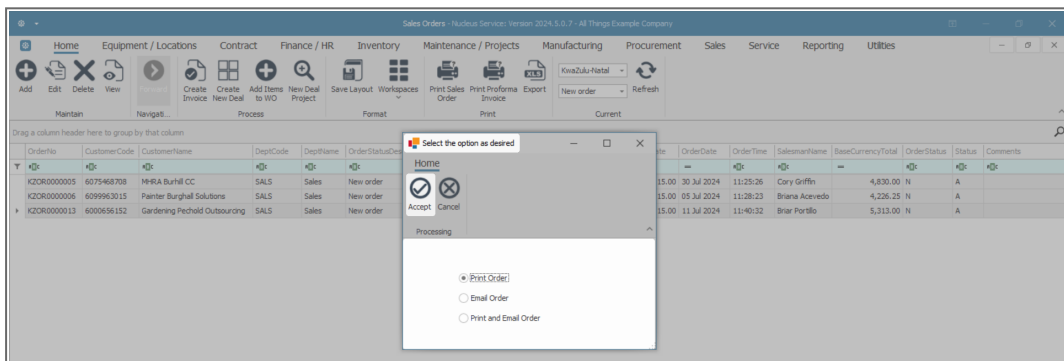 Sales Orders - Nucleus Service: Version 2024.5.0.7 - All Things Example Company
Home Equipment / Locations Contract Finance / HR Inventory Maintenance / Projects Manufacturing Procurement Sales Service Reporting Utilities
Add Edit Delete View Forward Create Invoice Create New Deal Add Items to WO New Deal Project Save Layout Workspaces Print Sales Order Print Proforma Invoice Export KwaZulu-Natal New order Refresh
Maintain Navigati... Process Format Print Current
Drag a column header here to group by that column
OrderNo CustomerCode CustomerName DeptCode DeptName OrderStatusDes OrderDate OrderTime SalesmanName BaseCurrencyTotal OrderStatus Status Comments
KZOR0000005 6075468708 MHRA Burhill CC SALS Sales New order 15.00 30 Jul 2024 11:25:26 Cory Griffin 4,830.00 N A
KZOR0000006 6099963015 Painter Burghall Solutions SALS Sales New order 15.00 05 Jul 2024 11:28:23 Briana Acevedo 4,226.25 N A
KZOR0000013 6000656152 Gardening Pechold Outsourcing SALS Sales New order 15.00 11 Jul 2024 11:40:32 Briar Portillo 5,313.00 N A
Select the option as desired
Home
Accept Cancel
Processing
Print Order
Email Order
Print and Email Order